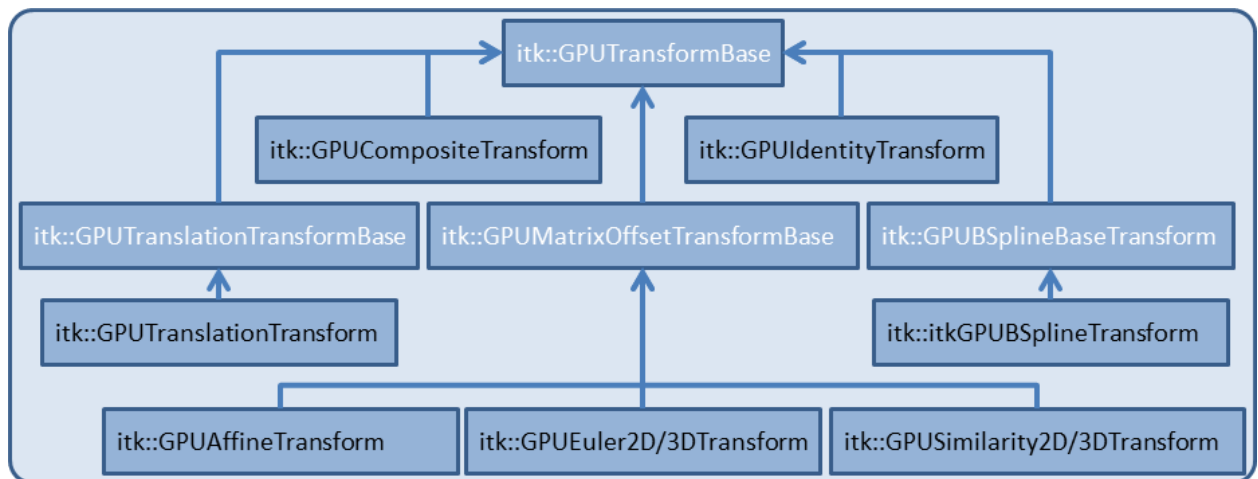 itk::GPUTransformBase
itk::GPUCompositeTransform
itk::GPUIdentityTransform
itk::GPUTranslationTransformBase
itk::GPUMatrixOffsetTransformBase
itk::GPUBSplineBaseTransform
itk::GPUTranslationTransform
itk::itkGPUBSplineTransform
itk::GPUAffineTransform
itk::GPUEuler2D/3DTransform
itk::GPUSimilarity2D/3DTransform